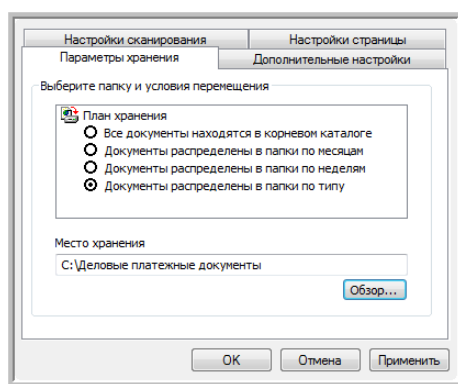 Настройки сканирования Настройки страницы
Параметры хранения Дополнительные настройки
Выберите папку и условия перемещения
План хранения
Все документы находятся в корневом каталоге
Документы распределены в папки по месяцам
Документы распределены в папки по неделям
Документы распределены в папки по типу
Место хранения
C:\Деловые платежные документы
Обзор...
OK Отмена Применить